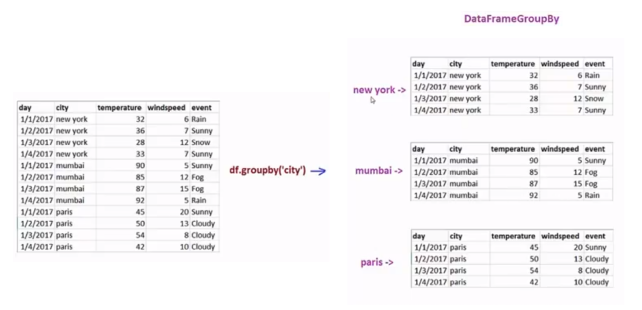 DataFrameGroupBy
day city temperature windspeed event
1/1/2017 new york 32 6 Rain
1/2/2017 new york 36 7 Sunny
1/3/2017 new york 28 12 Snow
1/4/2017 new york 33 7 Sunny
1/1/2017 mumbai 90 5 Sunny
1/2/2017 mumbai 85 12 Fog
1/3/2017 mumbai 87 15 Fog
1/4/2017 mumbai 92 5 Rain
1/1/2017 paris 45 20 Sunny
1/2/2017 paris 50 13 Cloudy
1/3/2017 paris 54 8 Cloudy
1/4/2017 paris 42 10 Cloudy
df.groupby('city')
new york ->
day city temperature windspeed event
1/1/2017 new york 32 6 Rain
1/2/2017 new york 36 7 Sunny
1/3/2017 new york 28 12 Snow
1/4/2017 new york 33 7 Sunny
mumbai ->
day city temperature windspeed event
1/1/2017 mumbai 90 5 Sunny
1/2/2017 mumbai 85 12 Fog
1/3/2017 mumbai 87 15 Fog
1/4/2017 mumbai 92 5 Rain
paris ->
day city temperature windspeed event
1/1/2017 paris 45 20 Sunny
1/2/2017 paris 50 13 Cloudy
1/3/2017 paris 54 8 Cloudy
1/4/2017 paris 42 10 Cloudy